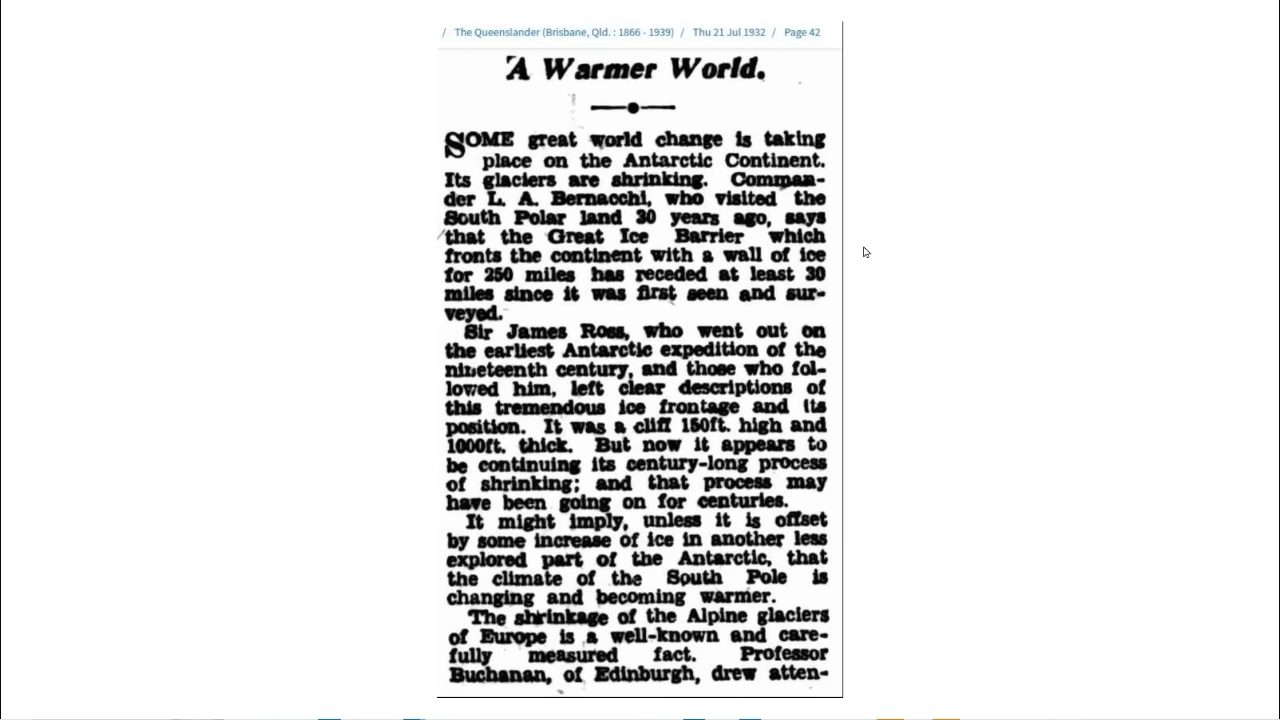 / The Queenslander (Brisbane, Qld. : 1866 - 1939) / Thu 21 Jul 1932 / Page 42
A Warmer World.
SOME great world change is taking
place on the Antarctic Continent.
Its glaciers are shrinking. Comman-
der L. A. Bernacchi, who visited the
South Polar land 30 years ago, says
that the Great Ice Barrier which
fronts the continent with a wall of ice
for 250 miles has receded at least 30
miles since it was first seen and sur-
veyed.
Sir James Ross, who went out on
the earliest Antarctic expedition of the
nineteenth century, and those who fol-
lowed him, left clear descriptions of
this tremendous ice frontage and its
position. It was a cliff 150ft. high and
1000ft. thick. But now it appears to
be continuing its century-long process
of shrinking; and that process may
have been going on for centuries.
It might imply, unless it is offset
by some increase of ice in another less
explored part of the Antarctic, that
the climate of the South Pole is
changing and becoming warmer.
The shrinkage of the Alpine glaciers
of Europe is a well-known and care-
fully measured fact. Professor
Buchanan, of Edinburgh, drew atten-